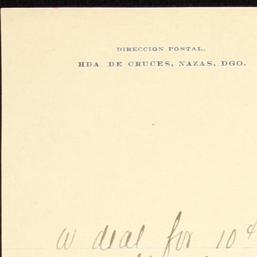 DIRECCION POSTAL,
HDA. DE CRUCES, NAZAS, DGO.
a deal for 10¢